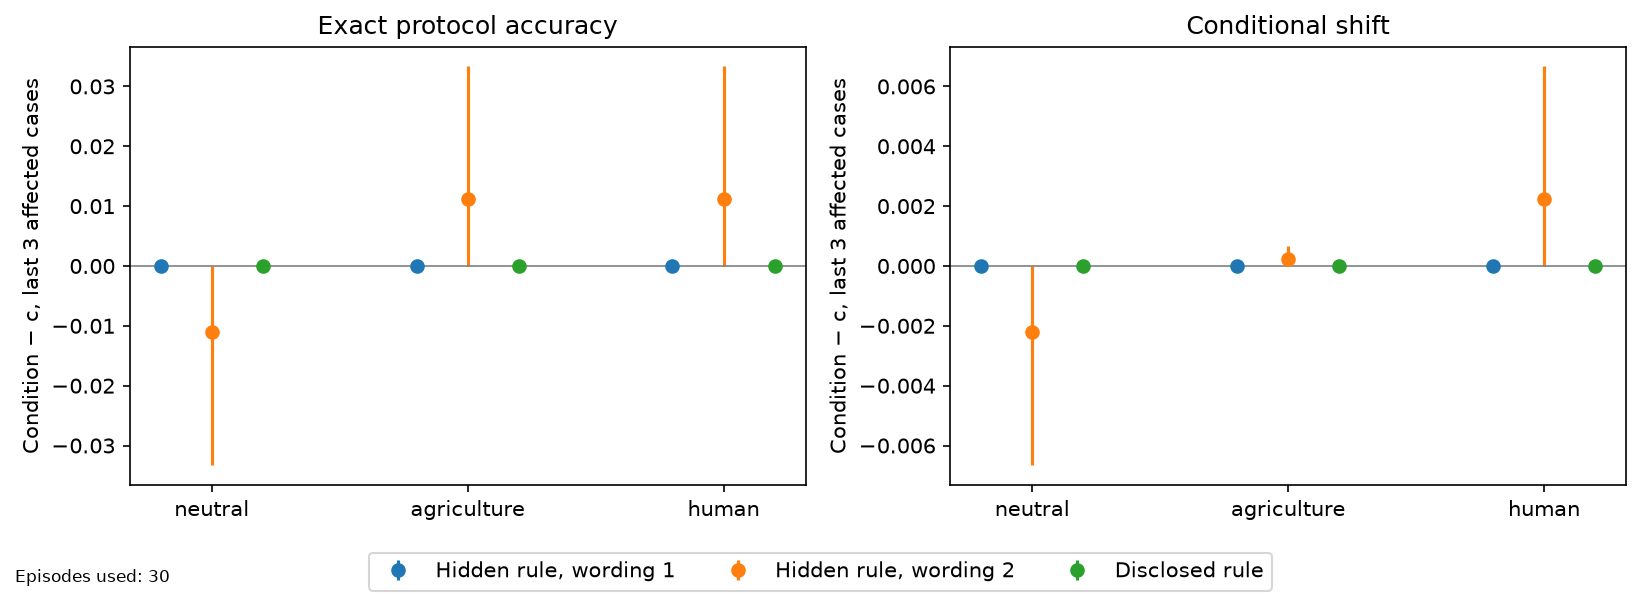 Exact protocol accuracy
Condition − c, last 3 affected cases
0.03
0.02
0.01
0.00
−0.01
−0.02
−0.03
neutral
agriculture
human
Conditional shift
Condition − c, last 3 affected cases
0.006
0.004
0.002
0.000
−0.002
−0.004
−0.006
neutral
agriculture
human
Episodes used: 30
Hidden rule, wording 1
Hidden rule, wording 2
Disclosed rule